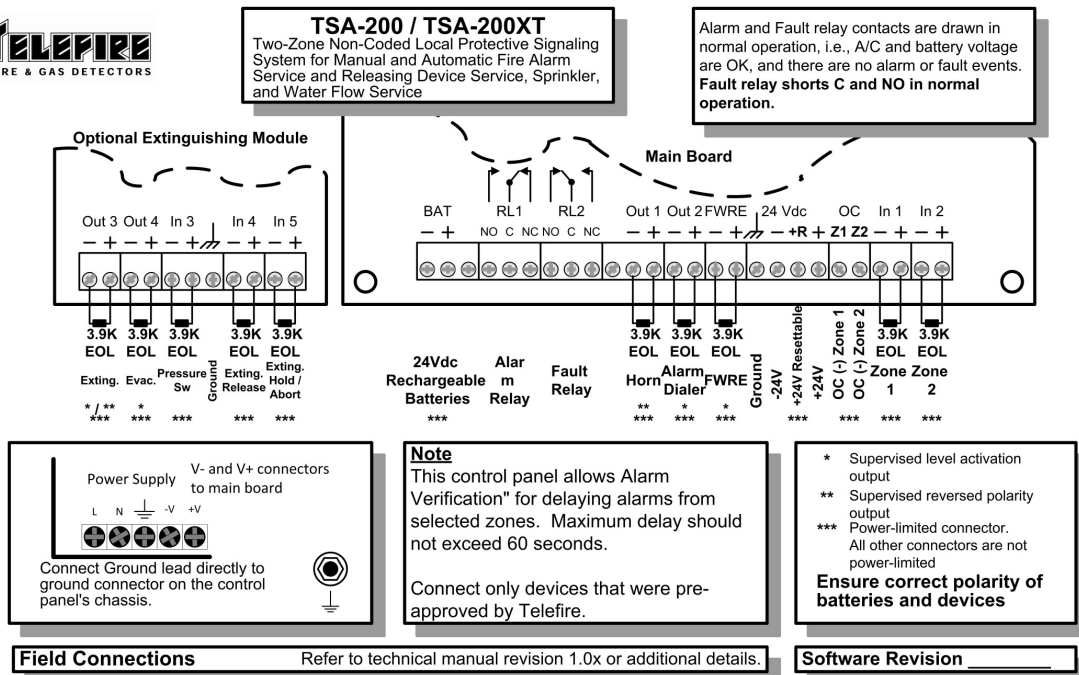 TELEFIRE
RE & GAS DETECTORS
TSA-200 / TSA-200XT
Two-Zone Non-Coded Local Protective Signaling
System for Manual and Automatic Fire Alarm
Service and Releasing Device Service, Sprinkler,
and Water Flow Service
Alarm and Fault relay contacts are drawn in
normal operation, i.e., A/C and battery voltage
are OK, and there are no alarm or fault events.
Fault relay shorts C and NO in normal
operation.
Optional Extinguishing Module
Out 3 Out 4 In 3 In 4 In 5
− + − + − + − + − +
3.9K 3.9K 3.9K 3.9K 3.9K
EOL EOL EOL EOL EOL
Exting.
Evac.
Pressure
Sw
Ground
Exting.
Release
Exting.
Hold /
Abort
* / ** *
*** *** *** *** ***
Main Board
BAT RL1 RL2 Out 1 Out 2 FWRE 24 Vdc OC In 1 In 2
− + NO C NC NO C NC − + − + − + − +R + Z1 Z2 − + − +
3.9K 3.9K 3.9K 3.9K 3.9K
EOL EOL EOL EOL EOL
24Vdc
Rechargeable
Batteries
Alar
m
Relay
Fault
Relay
Horn
Alarm
Dialer
FWRE
Ground
-24V
+24V Resettable
+24V
OC (-) Zone 1
OC (-) Zone 2
Zone
1
Zone
2
** * *
*** *** *** *** *** *** *** ***
Power Supply
V- and V+ connectors
to main board
L N -V +V
Connect Ground lead directly to
ground connector on the control
panel's chassis.
Note
This control panel allows Alarm
Verification" for delaying alarms from
selected zones. Maximum delay should
not exceed 60 seconds.
Connect only devices that were pre-
approved by Telefire.
* Supervised level activation
output
** Supervised reversed polarity
output
*** Power-limited connector.
All other connectors are not
power-limited
Ensure correct polarity of
batteries and devices
Field Connections Refer to technical manual revision 1.0x or additional details.
Software Revision ________